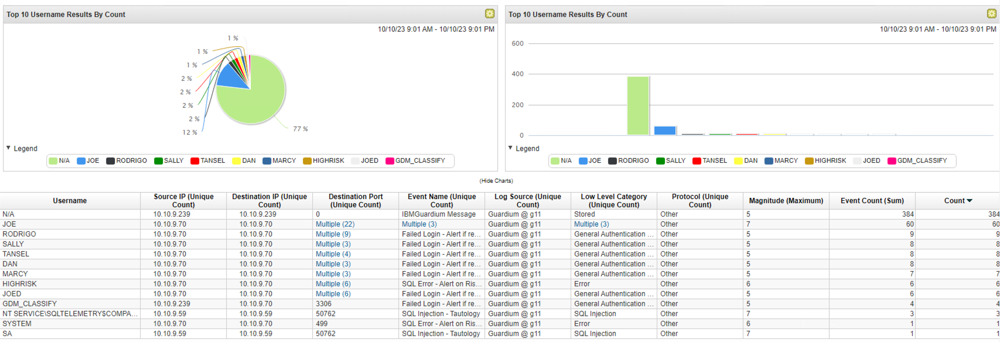 Top 10 Username Results By Count
10/10/23 9:01 AM - 10/10/23 9:01 PM
1 %
1 %
1 %
2 %
2 %
2 %
2 %
12 %
77 %
Legend
N/A JOE RODRIGO SALLY TANSEL DAN MARCY HIGHRISK JOED GDM_CLASSIFY
Top 10 Username Results By Count
10/10/23 9:01 AM - 10/10/23 9:01 PM
600
400
200
0
Legend
N/A JOE RODRIGO SALLY TANSEL DAN MARCY HIGHRISK JOED GDM_CLASSIFY
(Hide Charts)
Username Source IP (Unique Count) Destination IP (Unique Count) Destination Port (Unique Count) Event Name (Unique Count) Log Source (Unique Count) Low Level Category (Unique Count) Protocol (Unique Count) Magnitude (Maximum) Event Count (Sum) Count
N/A 10.10.9.239 10.10.9.239 0 IBMGuardium Message Guardium @ g11 Stored Other 5 384 384
JOE 10.10.9.70 10.10.9.70 Multiple (22) Multiple (3) Guardium @ g11 Multiple (3) Other 7 60 60
RODRIGO 10.10.9.70 10.10.9.70 Multiple (9) Failed Login - Alert if re... Guardium @ g11 General Authentication ... Other 5 9 9
SALLY 10.10.9.70 10.10.9.70 Multiple (3) Failed Login - Alert if re... Guardium @ g11 General Authentication ... Other 5 8 8
TANSEL 10.10.9.70 10.10.9.70 Multiple (4) Failed Login - Alert if re... Guardium @ g11 General Authentication ... Other 5 8 8
DAN 10.10.9.70 10.10.9.70 Multiple (3) Failed Login - Alert if re... Guardium @ g11 General Authentication ... Other 5 8 8
MARCY 10.10.9.70 10.10.9.70 Multiple (3) Failed Login - Alert if re... Guardium @ g11 General Authentication ... Other 5 7 7
HIGHRISK 10.10.9.70 10.10.9.70 Multiple (6) SQL Error - Alert on Ris... Guardium @ g11 Error Other 6 6 6
JOED 10.10.9.70 10.10.9.70 Multiple (6) Failed Login - Alert if re... Guardium @ g11 General Authentication ... Other 5 6 6
GDM_CLASSIFY 10.10.9.239 10.10.9.70 3306 Failed Login - Alert if re... Guardium @ g11 General Authentication ... Other 5 4 4
NT SERVICE\SQLTELEMETRY$COMPA... 10.10.9.59 10.10.9.59 50762 SQL Injection - Tautology Guardium @ g11 SQL Injection Other 7 3 3
SYSTEM 10.10.9.70 10.10.9.70 499 SQL Error - Alert on Ris... Guardium @ g11 Error Other 6 1 1
SA 10.10.9.59 10.10.9.59 50762 SQL Injection - Tautology Guardium @ g11 SQL Injection Other 7 1 1